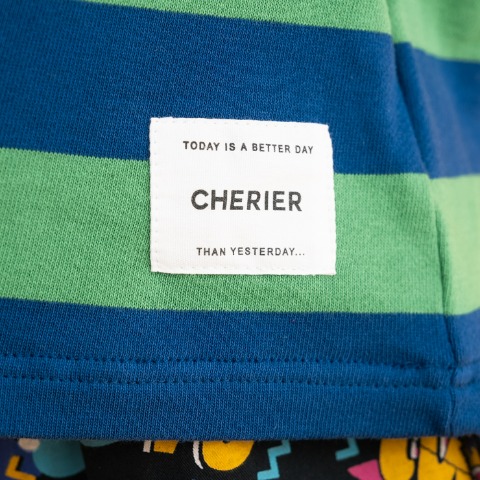 TODAY IS A BETTER DAY
CHERIER
THAN YESTERDAY...